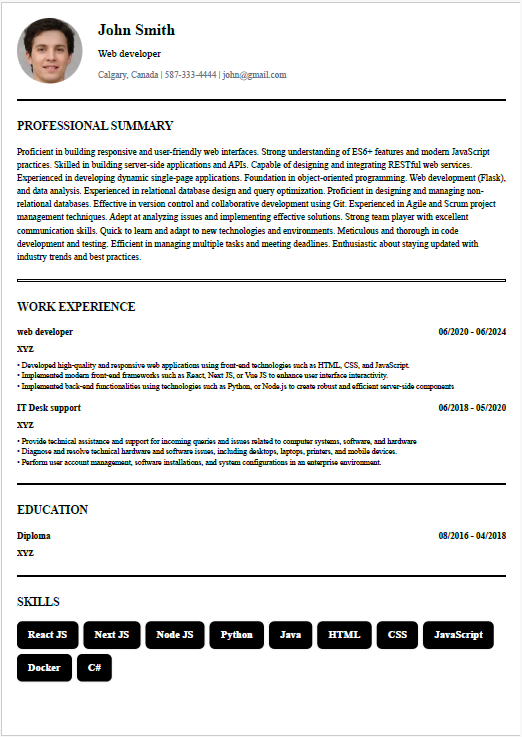 John Smith
Web developer
Calgary, Canada | 587-333-4444 | john@gmail.com
PROFESSIONAL SUMMARY
Proficient in building responsive and user-friendly web interfaces. Strong understanding of ES6+ features and modern JavaScript
practices. Skilled in building server-side applications and APIs. Capable of designing and integrating RESTful web services.
Experienced in developing dynamic single-page applications. Foundation in object-oriented programming. Web development (Flask),
and data analysis. Experienced in relational database design and query optimization. Proficient in designing and managing non-
relational databases. Effective in version control and collaborative development using Git. Experienced in Agile and Scrum project
management techniques. Adept at analyzing issues and implementing effective solutions. Strong team player with excellent
communication skills. Quick to learn and adapt to new technologies and environments. Meticulous and thorough in code
development and testing. Efficient in managing multiple tasks and meeting deadlines. Enthusiastic about staying updated with
industry trends and best practices.
WORK EXPERIENCE
web developer 06/2020 - 06/2024
XYZ
• Developed high-quality and responsive web applications using front-end technologies such as HTML, CSS, and JavaScript.
• Implemented modern front-end frameworks such as React, Next JS, or Vue JS to enhance user interface interactivity.
• Implemented back-end functionalities using technologies such as Python, or Node.js to create robust and efficient server-side components
IT Desk support 06/2018 - 05/2020
XYZ
• Provide technical assistance and support for incoming queries and issues related to computer systems, software, and hardware
• Diagnose and resolve technical hardware and software issues, including desktops, laptops, printers, and mobile devices.
• Perform user account management, software installations, and system configurations in an enterprise environment.
EDUCATION
Diploma 08/2016 - 04/2018
XYZ
SKILLS
React JS Next JS Node JS Python Java HTML CSS JavaScript
Docker C#